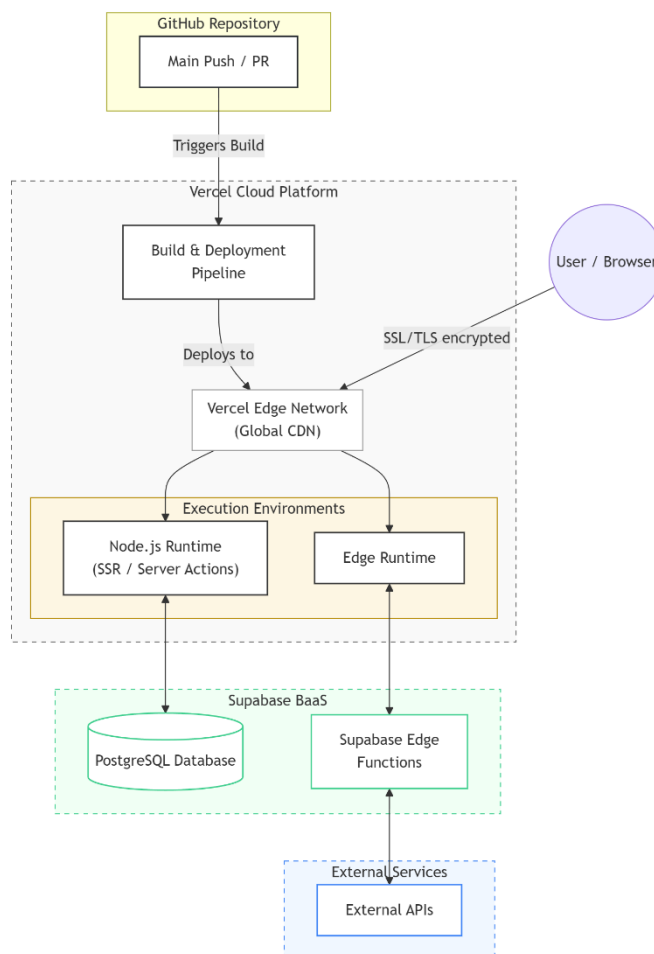 GitHub Repository
Main Push / PR
Triggers Build
Vercel Cloud Platform
Build & Deployment
Pipeline
User / Browser
SSL/TLS encrypted
Deploys to
Vercel Edge Network
(Global CDN)
Execution Environments
Node.js Runtime
(SSR / Server Actions)
Edge Runtime
Supabase BaaS
PostgreSQL Database
Supabase Edge
Functions
External Services
External APIs